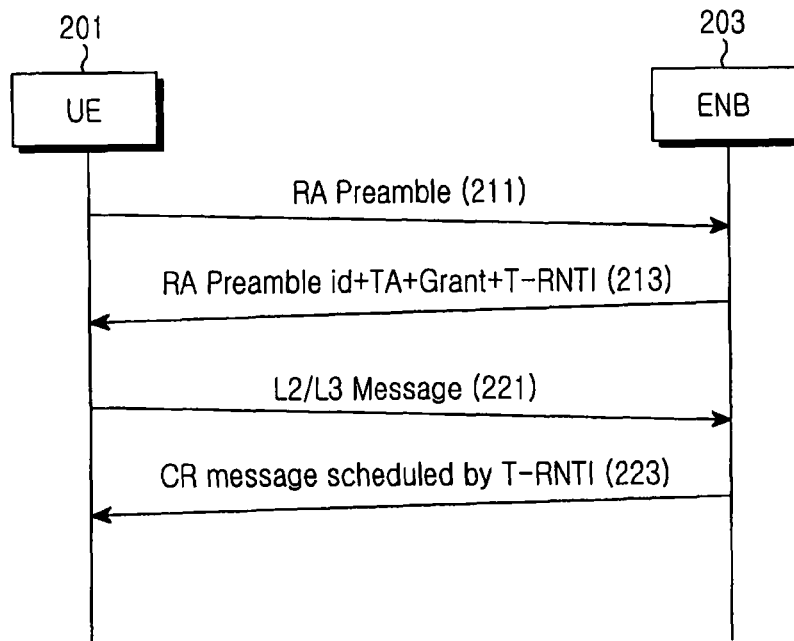 201
203
UE
ENB
RA Preamble (211)
RA Preamble id+TA+Grant+T-RNTI (213)
L2/L3 Message (221)
CR message scheduled by T-RNTI (223)